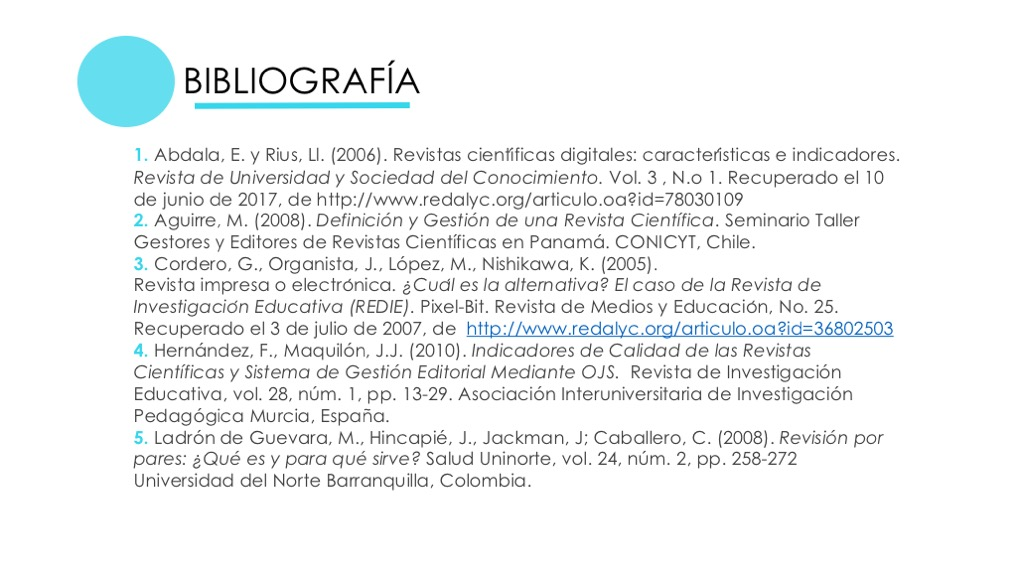 BIBLIOGRAFÍA
1. Abdala, E. y Rius, Ll. (2006). Revistas científicas digitales: características e indicadores.
Revista de Universidad y Sociedad del Conocimiento. Vol. 3 , N.o 1. Recuperado el 10
de junio de 2017, de http://www.redalyc.org/articulo.oa?id=78030109
2. Aguirre, M. (2008). Definición y Gestión de una Revista Científica. Seminario Taller
Gestores y Editores de Revistas Científicas en Panamá. CONICYT, Chile.
3. Cordero, G., Organista, J., López, M., Nishikawa, K. (2005).
Revista impresa o electrónica. ¿Cuál es la alternativa? El caso de la Revista de
Investigación Educativa (REDIE). Pixel-Bit. Revista de Medios y Educación, No. 25.
Recuperado el 3 de julio de 2007, de http://www.redalyc.org/articulo.oa?id=36802503
4. Hernández, F., Maquilón, J.J. (2010). Indicadores de Calidad de las Revistas
Científicas y Sistema de Gestión Editorial Mediante OJS. Revista de Investigación
Educativa, vol. 28, núm. 1, pp. 13-29. Asociación Interuniversitaria de Investigación
Pedagógica Murcia, España.
5. Ladrón de Guevara, M., Hincapié, J., Jackman, J; Caballero, C. (2008). Revisión por
pares: ¿Qué es y para qué sirve? Salud Uninorte, vol. 24, núm. 2, pp. 258-272
Universidad del Norte Barranquilla, Colombia.